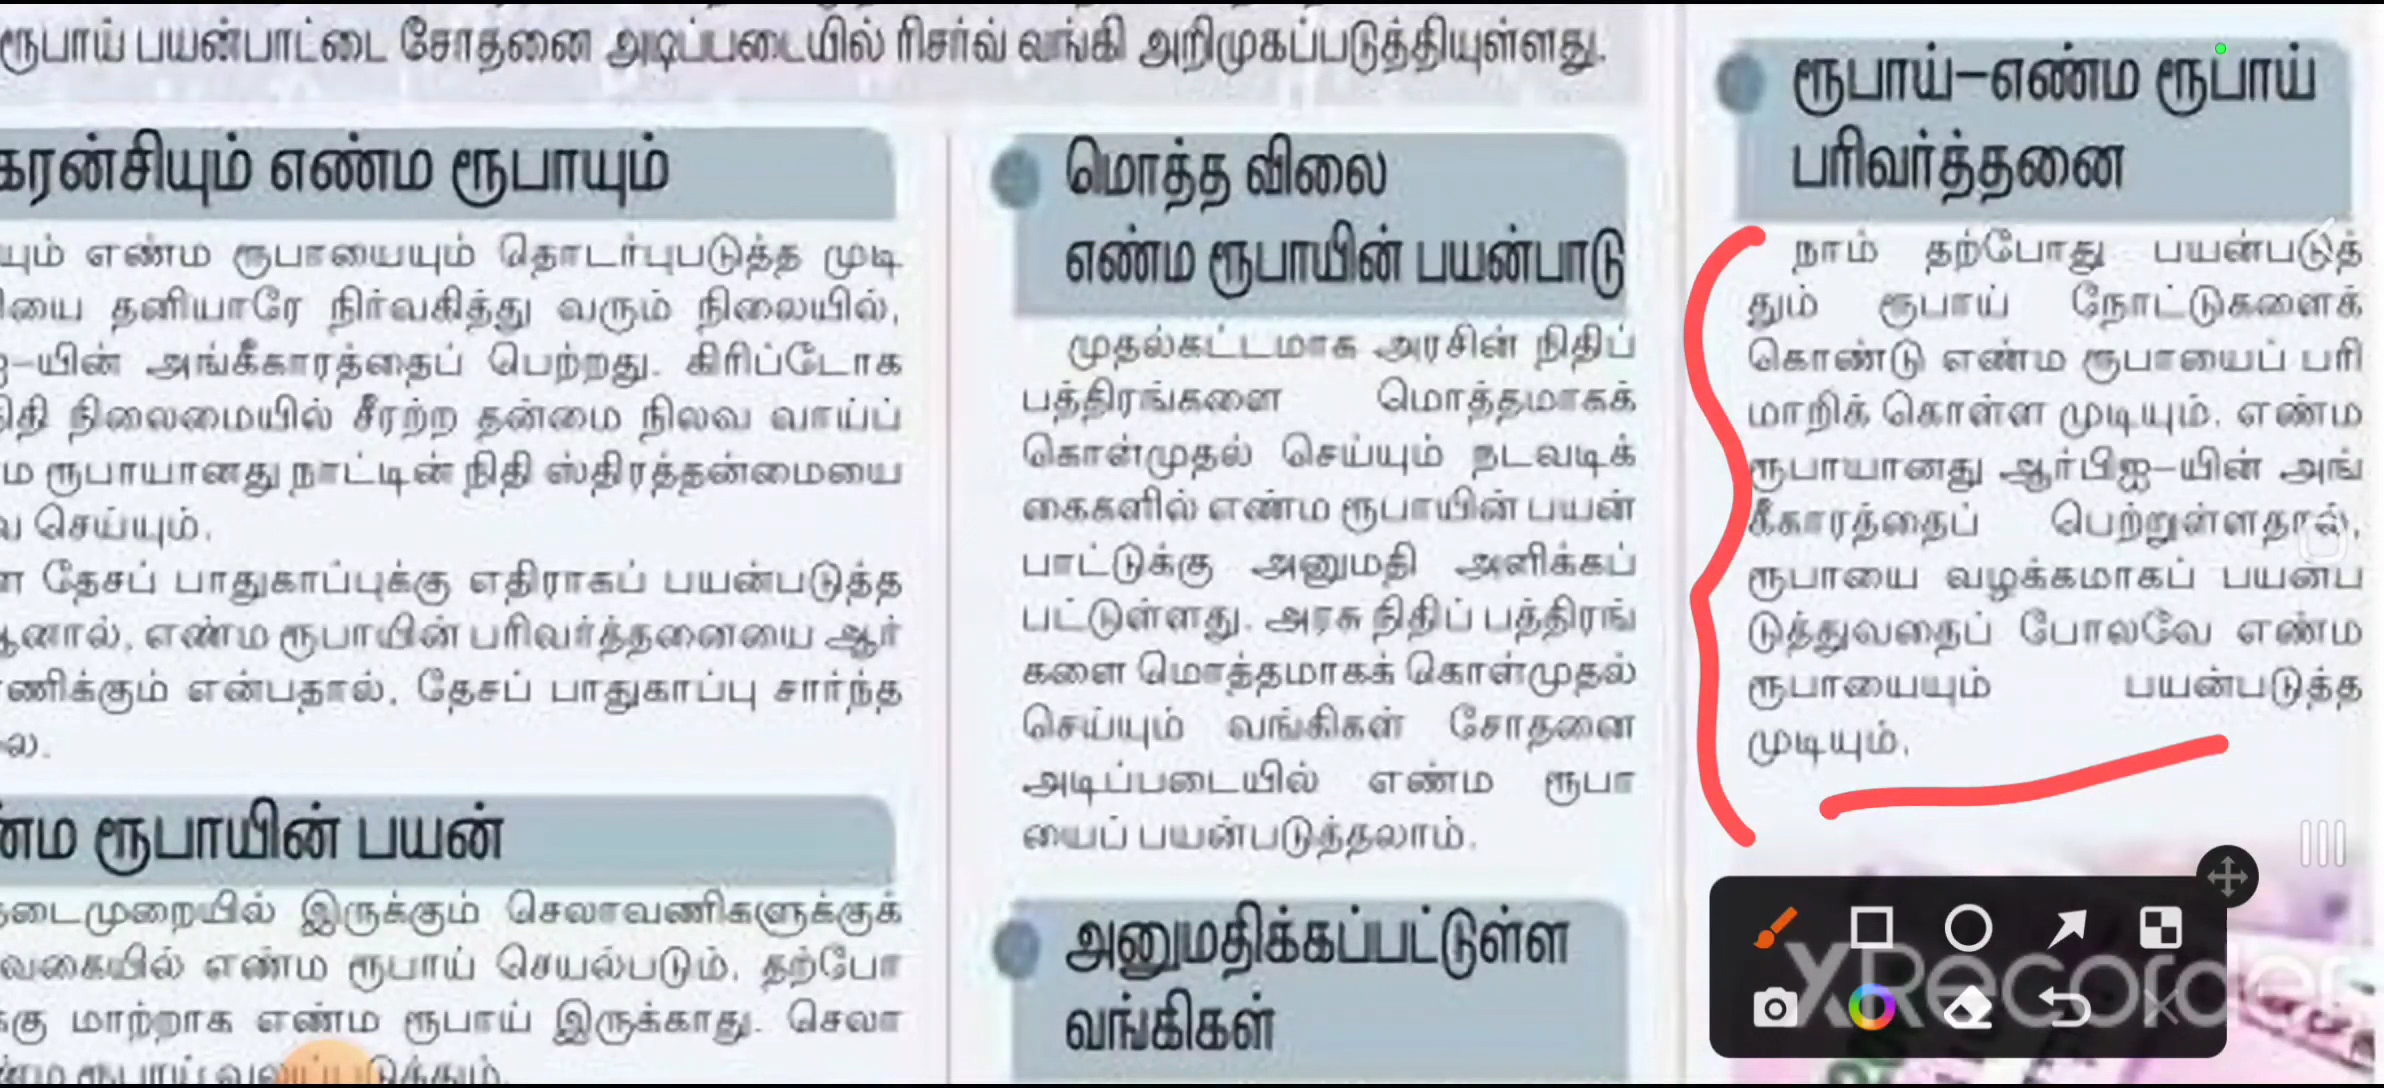 ரூபாய் பயன்பாட்டை சோதனை அடிப்படையில் ரிசர்வ் வங்கி அறிமுகப்படுத்தியுள்ளது.
கரன்சியும் எண்ம ரூபாயும்
யும் எண்ம ரூபாயையும் தொடர்புபடுத்த முடி
யை தனியாரே நிர்வகித்து வரும் நிலையில்,
–யின் அங்கீகாரத்தைப் பெற்றது. கிரிப்டோக
நிதி நிலைமையில் சீரற்ற தன்மை நிலவ வாய்ப்
ம ரூபாயானது நாட்டின் நிதி ஸ்திரத்தன்மையை
செய்யும்.
தேசப் பாதுகாப்புக்கு எதிராகப் பயன்படுத்த
ஆனால், எண்ம ரூபாயின் பரிவர்த்தனையை ஆர்
ணிக்கும் என்பதால், தேசப் பாதுகாப்பு சார்ந்த
லை.
ண்ம ரூபாயின் பயன்
நடைமுறையில் இருக்கும் செலாவணிகளுக்குக்
வகையில் எண்ம ரூபாய் செயல்படும். தற்போ
க்கு மாற்றாக எண்ம ரூபாய் இருக்காது. செலா
மொத்த விலை
எண்ம ரூபாயின் பயன்பாடு
முதல்கட்டமாக அரசின் நிதிப்
பத்திரங்களை மொத்தமாகக்
கொள்முதல் செய்யும் நடவடிக்
கைகளில் எண்ம ரூபாயின் பயன்
பாட்டுக்கு அனுமதி அளிக்கப்
பட்டுள்ளது. அரசு நிதிப் பத்திரங்
களை மொத்தமாகக் கொள்முதல்
செய்யும் வங்கிகள் சோதனை
அடிப்படையில் எண்ம ரூபா
யைப் பயன்படுத்தலாம்.
அனுமதிக்கப்பட்டுள்ள
வங்கிகள்
ரூபாய்–எண்ம ரூபாய்
பரிவர்த்தனை
நாம் தற்போது பயன்படுத்
தும் ரூபாய் நோட்டுகளைக்
கொண்டு எண்ம ரூபாயைப் பரி
மாறிக் கொள்ள முடியும். எண்ம
ரூபாயானது ஆர்பிஐ–யின் அங்
கீகாரத்தைப் பெற்றுள்ளதால்,
ரூபாயை வழக்கமாகப் பயன்ப
டுத்துவதைப் போலவே எண்ம
ரூபாயையும் பயன்படுத்த
முடியும்.
XRecorder